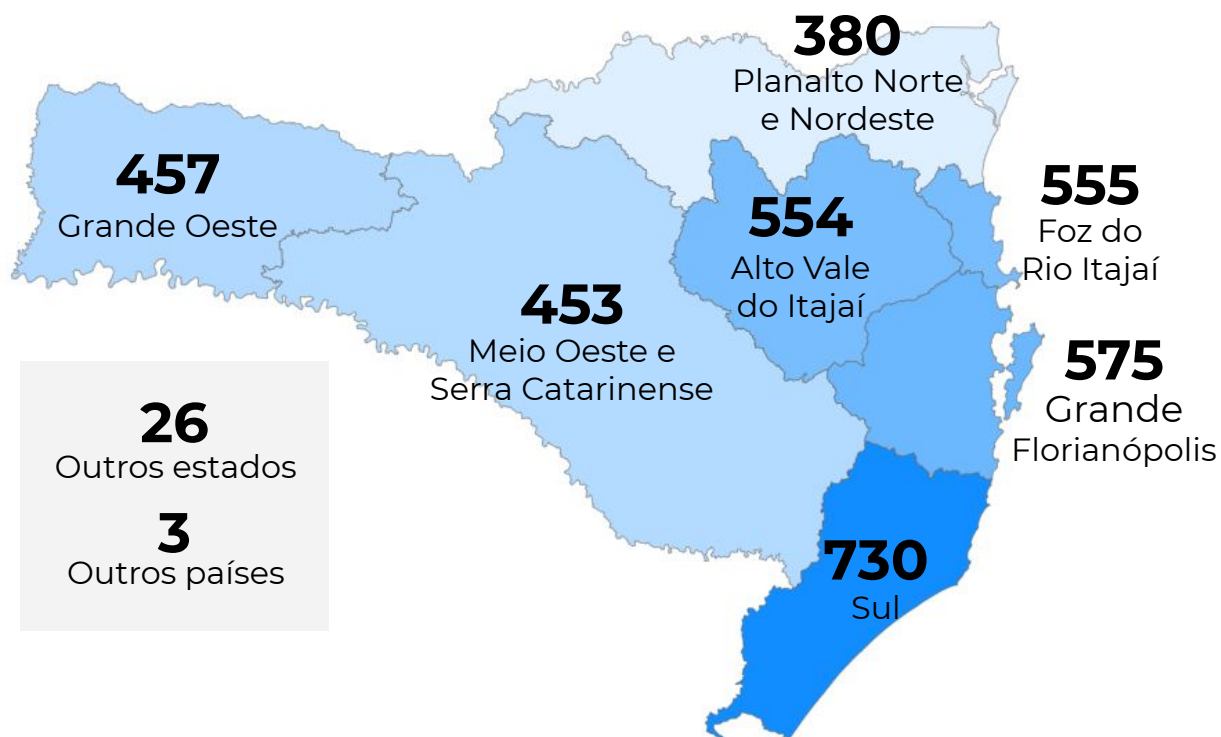 380
Planalto Norte
e Nordeste
457
Grande Oeste
554
Alto Vale
do Itajaí
555
Foz do
Rio Itajaí
453
Meio Oeste e
Serra Catarinense
575
Grande
Florianópolis
26
Outros estados
3
Outros países
730
Sul